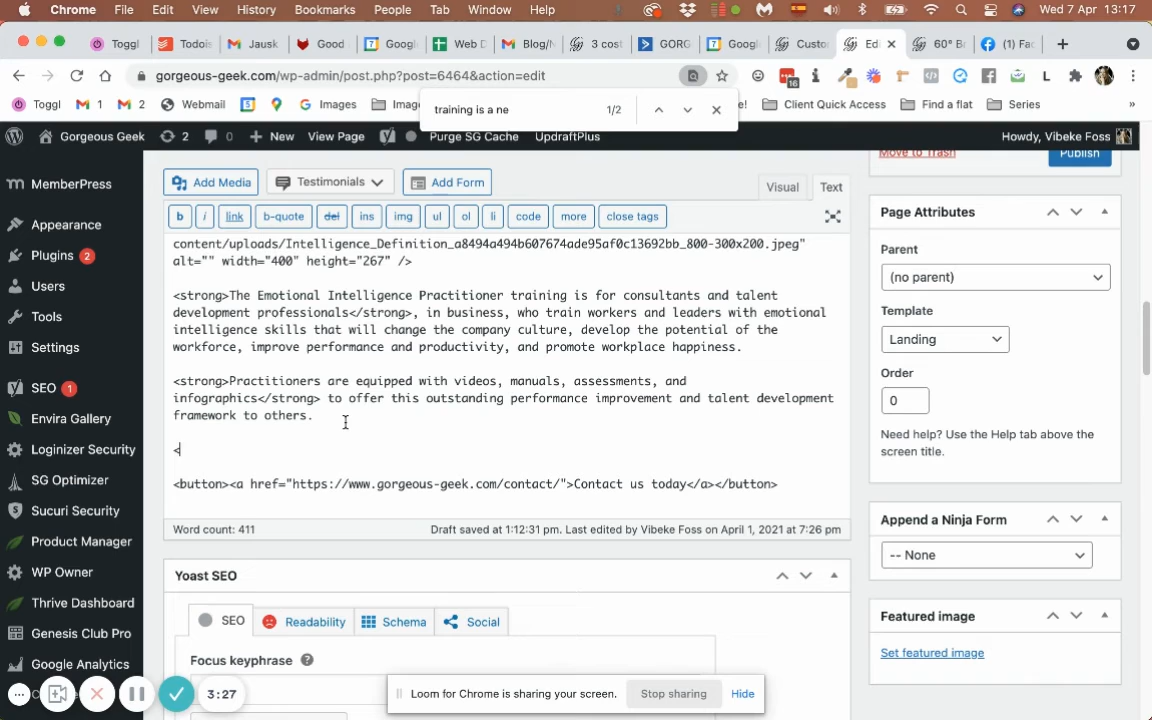 Chrome File Edit View History Bookmarks People Tab Window Help Wed 7 Apr 13:17
Toggl Todois Jausk Good Googl Web D Blog/N 3 cost GORG Googl Custo Edi 60° Be (1) Fac
gorgeous-geek.com/wp-admin/post.php?post=6464&action=edit 16 L
Toggl 1 2 Webmail Images Client Quick Access Find a flat Series »
training is a ne 1/2
Gorgeous Geek 2 0 New View Page Purge SG Cache UpdraftPlus Howdy, Vibeke Foss
MemberPress
Appearance
Plugins 2
Users
Tools
Settings
SEO 1
Envira Gallery
Loginizer Security
SG Optimizer
Sucuri Security
Product Manager
WP Owner
Thrive Dashboard
Genesis Club Pro
Google Analytics
Add Media Testimonials Add Form Visual Text
b i link b-quote del ins img ul ol li code more close tags
content/uploads/Intelligence_Definition_a8494a494b607674ade95af0c13692bb_800-300x200.jpeg"
alt="" width="400" height="267" />
<strong>The Emotional Intelligence Practitioner training is for consultants and talent
development professionals</strong>, in business, who train workers and leaders with emotional
intelligence skills that will change the company culture, develop the potential of the
workforce, improve performance and productivity, and promote workplace happiness.
<strong>Practitioners are equipped with videos, manuals, assessments, and
infographics</strong> to offer this outstanding performance improvement and talent development
framework to others.
<
<button><a href="https://www.gorgeous-geek.com/contact/">Contact us today</a></button>
Word count: 411 Draft saved at 1:12:31 pm. Last edited by Vibeke Foss on April 1, 2021 at 7:26 pm
Yoast SEO
SEO Readability Schema Social
Focus keyphrase
Move to Trash Publish
Page Attributes
Parent
(no parent)
Template
Landing
Order
0
Need help? Use the Help tab above the
screen title.
Append a Ninja Form
-- None
Featured image
Set featured image
3:27
Loom for Chrome is sharing your screen. Stop sharing Hide